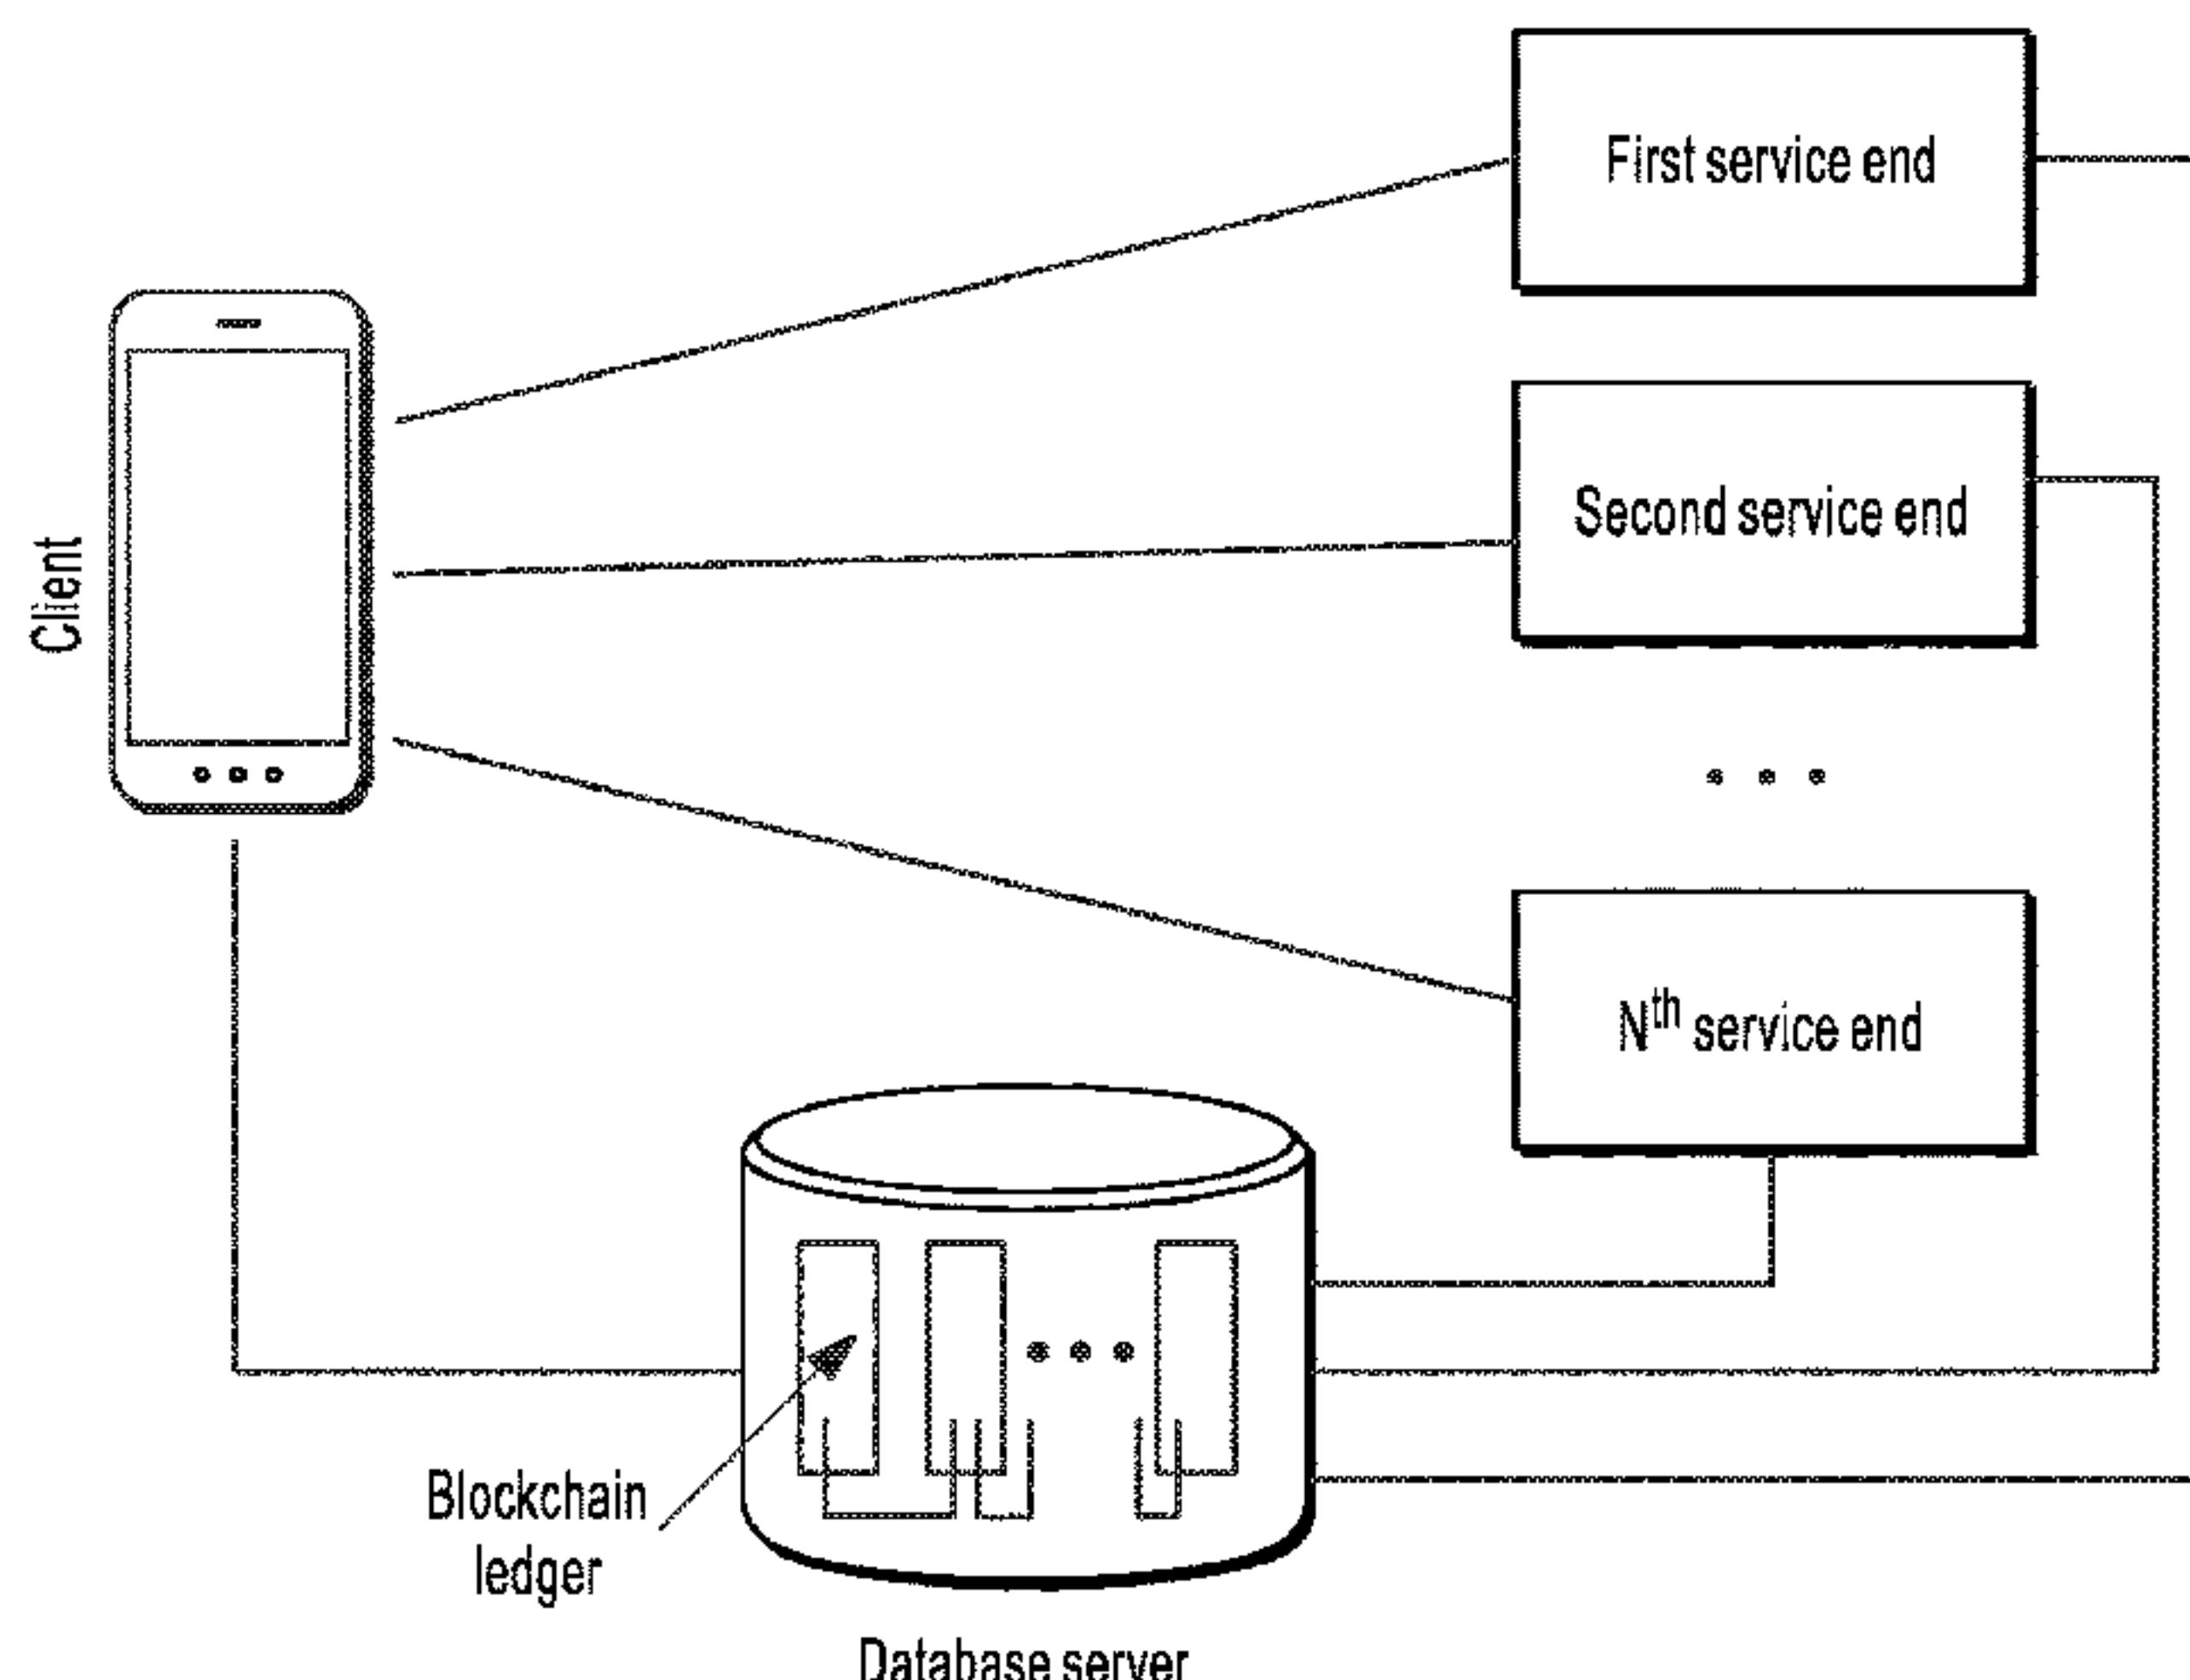 First service end
Second service end
Client
Nth service end
Blockchain
ledger
Database server